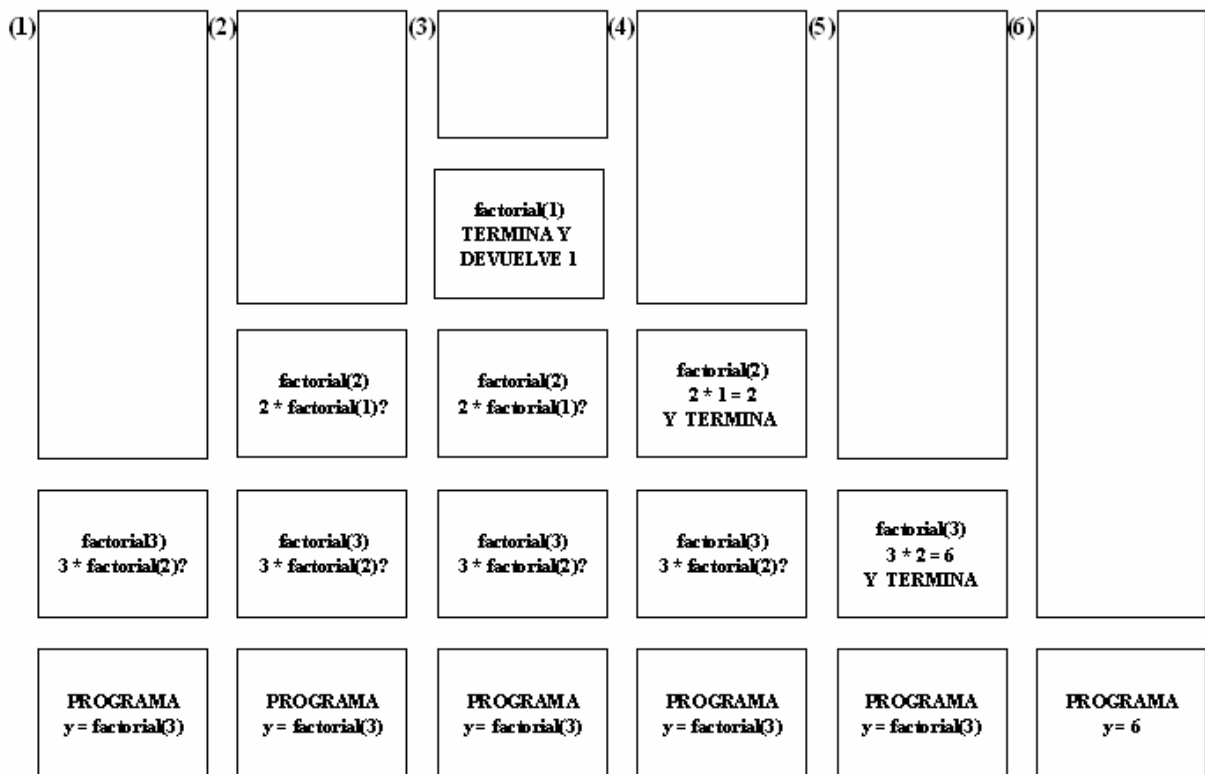 (1)
(2)
(3)
(4)
(5)
(6)
factorial(1)
TERMINA Y
DEVUELVE 1
factorial(2)
2 * factorial(1)?
factorial(2)
2 * factorial(1)?
factorial(2)
2 * 1 = 2
Y TERMINA
factorial3)
3 * factorial(2)?
factorial(3)
3 * factorial(2)?
factorial(3)
3 * factorial(2)?
factorial(3)
3 * factorial(2)?
factorial(3)
3 * 2 = 6
Y TERMINA
PROGRAMA
y = factorial(3)
PROGRAMA
y = factorial(3)
PROGRAMA
y = factorial(3)
PROGRAMA
y = factorial(3)
PROGRAMA
y = factorial(3)
PROGRAMA
y = 6